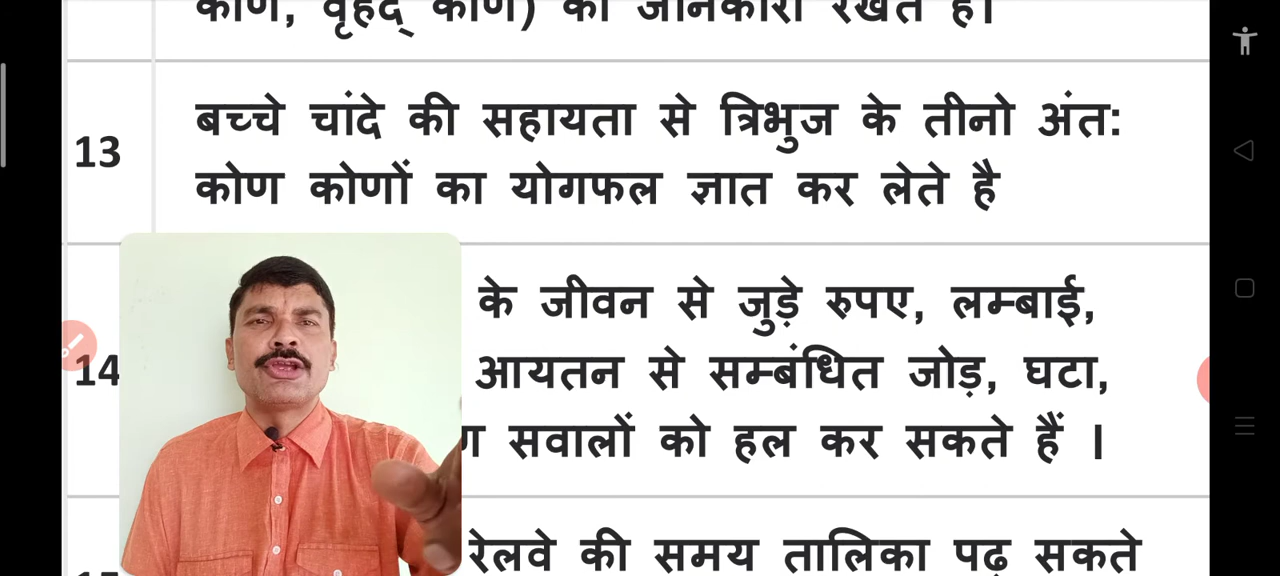 कोण, वृहद् कोण) की जानकारी रखते हैं।
13
बच्चे चांदे की सहायता से त्रिभुज के तीनो अंत:
कोण कोणों का योगफल ज्ञात कर लेते है
14
के जीवन से जुड़े रुपए, लम्बाई,
आयतन से सम्बंधित जोड़, घटा,
सवालों को हल कर सकते हैं ।
रेलवे की समय तालिका पढ़ सकते